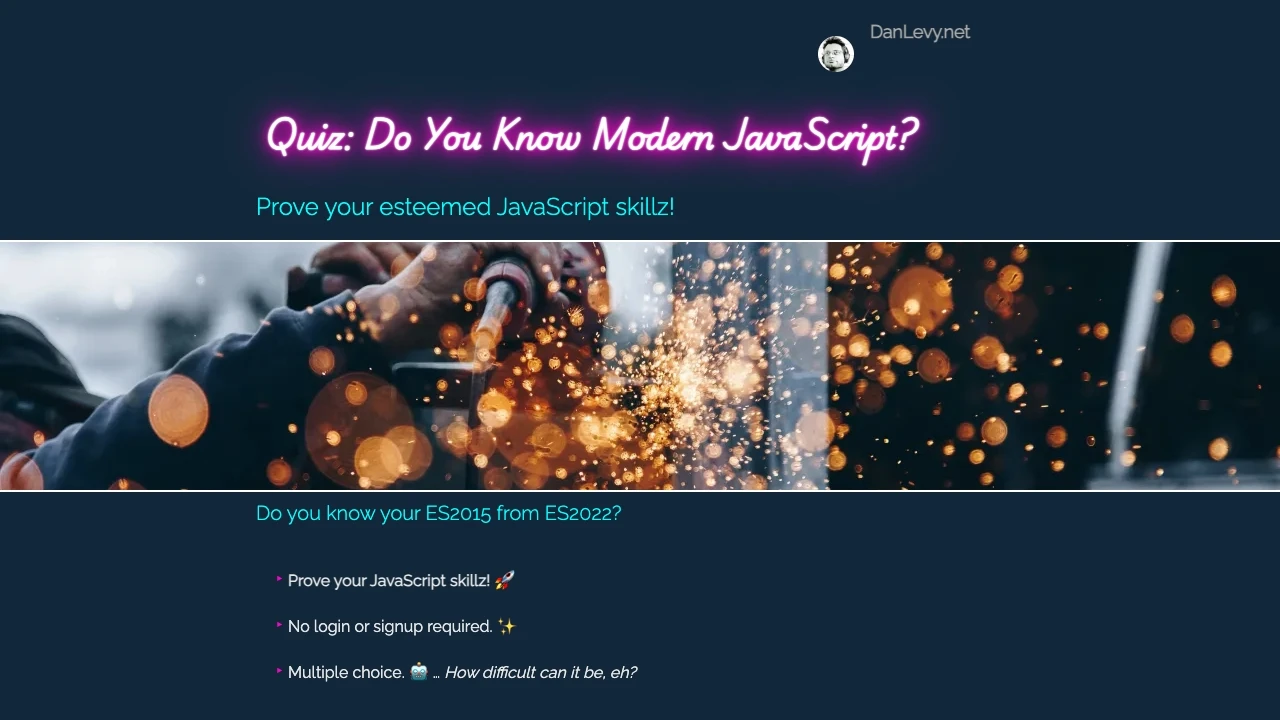 DanLevy.net
Quiz: Do You Know Modern JavaScript?
Prove your esteemed JavaScript skillz!
Do you know your ES2015 from ES2022?
Prove your JavaScript skillz! 🚀
No login or signup required. ✨
Multiple choice. 🤖 … How difficult can it be, eh?